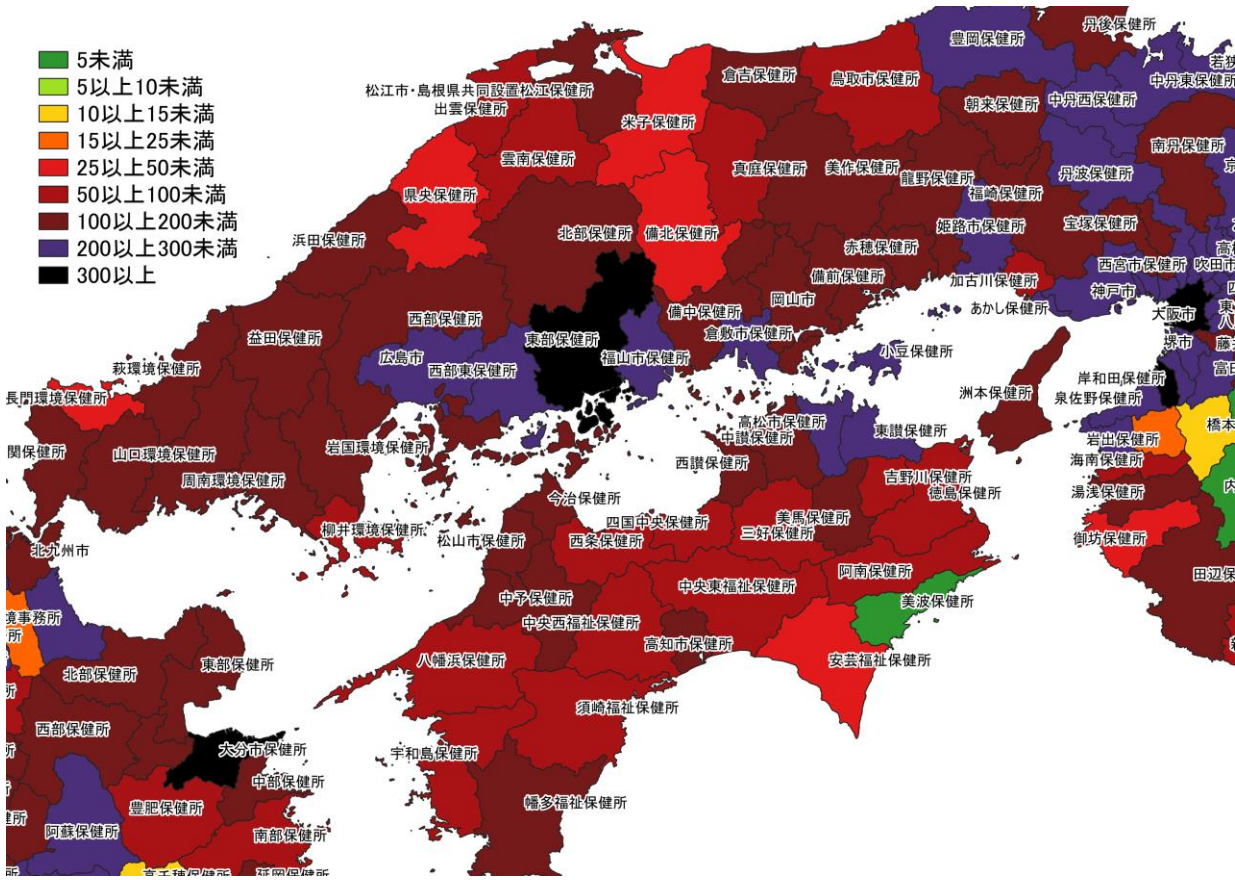 5未満
5以上10未満
10以上15未満
15以上25未満
25以上50未満
50以上100未満
100以上200未満
200以上300未満
300以上
丹後保健所
豊岡保健所
若狭
倉吉保健所
鳥取市保健所
中丹東保健所
松江市・島根県共同設置松江保健所
中丹西保健所
出雲保健所
朝来保健所
米子保健所
南丹保健所
雲南保健所
真庭保健所
美作保健所
丹波保健所
龍野保健所
県央保健所
福崎保健所
宝塚保健所
姫路市保健所
浜田保健所
北部保健所
備北保健所
赤穂保健所
西宮市保健所
吹田市
備前保健所
加古川保健所
神戸市
岡山市
あかし保健所
大阪市
備中保健所
西部保健所
倉敷市保健所
益田保健所
東部保健所
堺市
広島市
福山市保健所
小豆保健所
西部東保健所
萩環境保健所
岸和田保健所
長門環境保健所
洲本保健所
泉佐野保健所
高松市保健所
橋本
中讃保健所
東讃保健所
岩出保健所
関保健所
山口環境保健所
岩国環境保健所
海南保健所
西讃保健所
周南環境保健所
吉野川保健所
湯浅保健所
徳島保健所
今治保健所
四国中央保健所
美馬保健所
柳井環境保健所
三好保健所
御坊保健所
松山市保健所
西条保健所
北九州市
阿南保健所
田辺保
中央東福祉保健所
中予保健所
美波保健所
境事務所
中央西福祉保健所
所
高知市保健所
東部保健所
八幡浜保健所
安芸福祉保健所
北部保健所
須崎福祉保健所
西部保健所
大分市保健所
宇和島保健所
中部保健所
幡多福祉保健所
豊肥保健所
阿蘇保健所
南部保健所
高千穂保健所
延岡保健所